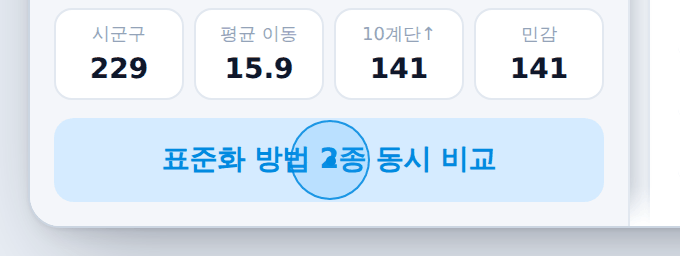 시군구 평균 이동 10계단↑ 민감
229 15.9 141 141
표준화 방법 종 동시 비교